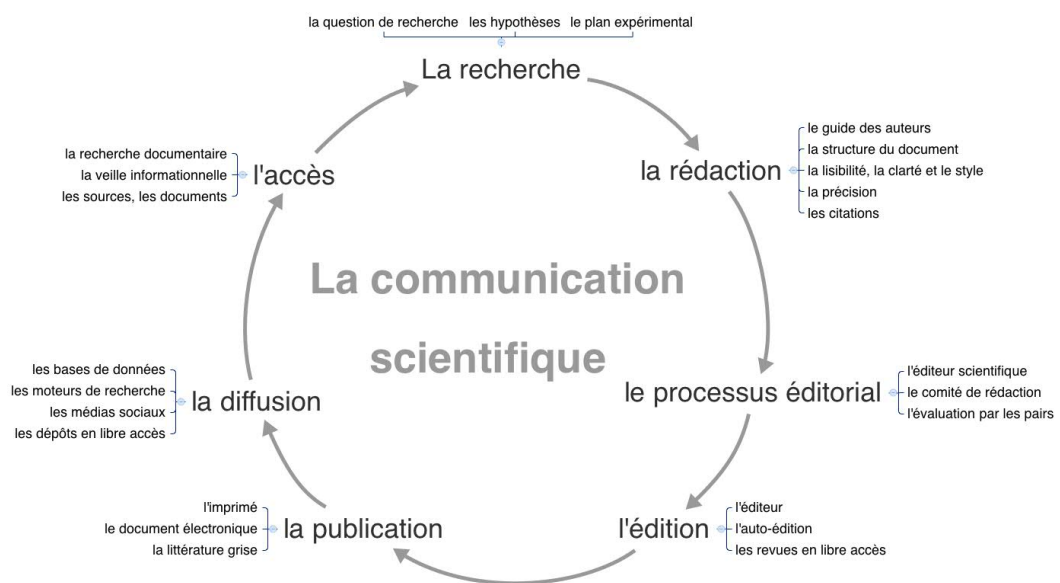 la question de recherche les hypothèses le plan expérimental
La recherche
la rédaction
le guide des auteurs
la structure du document
la lisibilité, la clarté et le style
la précision
les citations
le processus éditorial
l'éditeur scientifique
le comité de rédaction
l'évaluation par les pairs
l'édition
l'éditeur
l'auto-édition
les revues en libre accès
la publication
l'imprimé
le document électronique
la littérature grise
la diffusion
les bases de données
les moteurs de recherche
les médias sociaux
les dépôts en libre accès
l'accès
la recherche documentaire
la veille informationnelle
les sources, les documents
La communication
scientifique